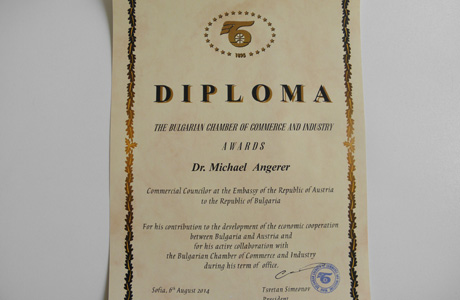 1895
DIPLOMA
THE BULGARIAN CHAMBER OF COMMERCE AND INDUSTRY
AWARDS
Dr. Michael Angerer
Commercial Councilor at the Embassy of the Republic of Austria
to the Republic of Bulgaria
For his contribution to the development of the economic cooperation
between Bulgaria and Austria and
for his active collaboration with
the Bulgarian Chamber of Commerce and Industry
during his term of office.
Sofia, 6th August 2014
Tsvetan Simeonov
President